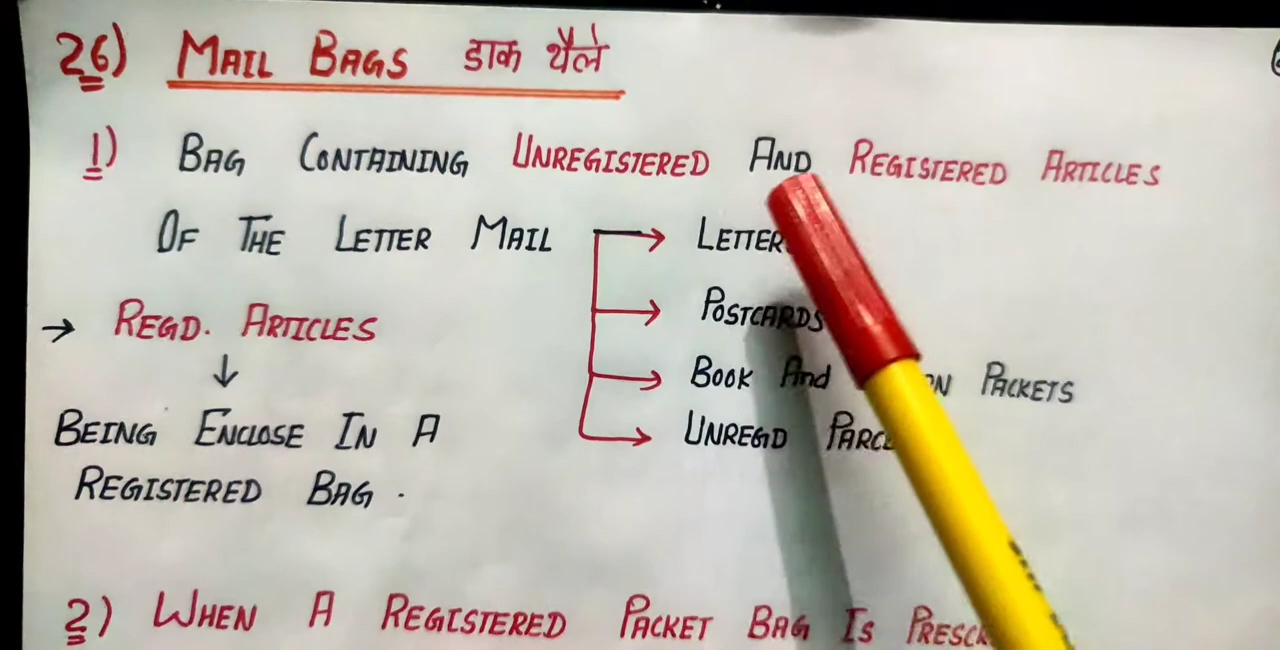 26) MAIL BAGS डाक थैले
1) BAG CONTAINING UNREGISTERED AND REGISTERED ARTICLES
OF THE LETTER MAIL → LETTER
→ REGD. ARTICLES
→ POSTCARDS
↓
→ BOOK And PACKETS
BEING ENCLOSE IN A
→ UNREGD
REGISTERED BAG .
2) WHEN A REGISTERED PACKET BAG IS